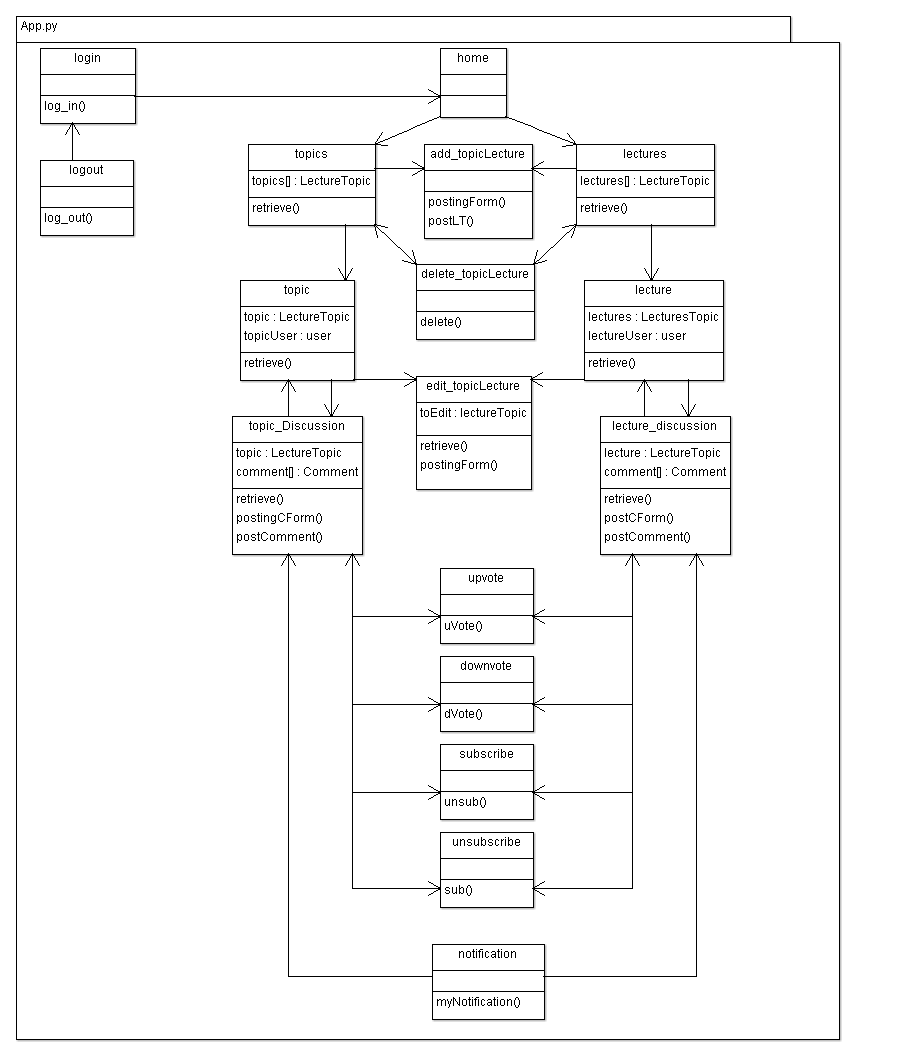 App.py
login
log_in()
home
logout
log_out()
topics
topics[] : LectureTopic
retrieve()
add_topicLecture
postingForm()
postLT()
lectures
lectures[] : LectureTopic
retrieve()
delete_topicLecture
delete()
topic
topic : LectureTopic
topicUser : user
retrieve()
lecture
lectures : LecturesTopic
lectureUser : user
retrieve()
edit_topicLecture
toEdit : lectureTopic
retrieve()
postingForm()
topic_Discussion
topic : LectureTopic
comment[] : Comment
retrieve()
postingCForm()
postComment()
lecture_discussion
lecture : LectureTopic
comment[] : Comment
retrieve()
postCForm()
postComment()
upvote
uVote()
downvote
dVote()
subscribe
unsub()
unsubscribe
sub()
notification
myNotification()